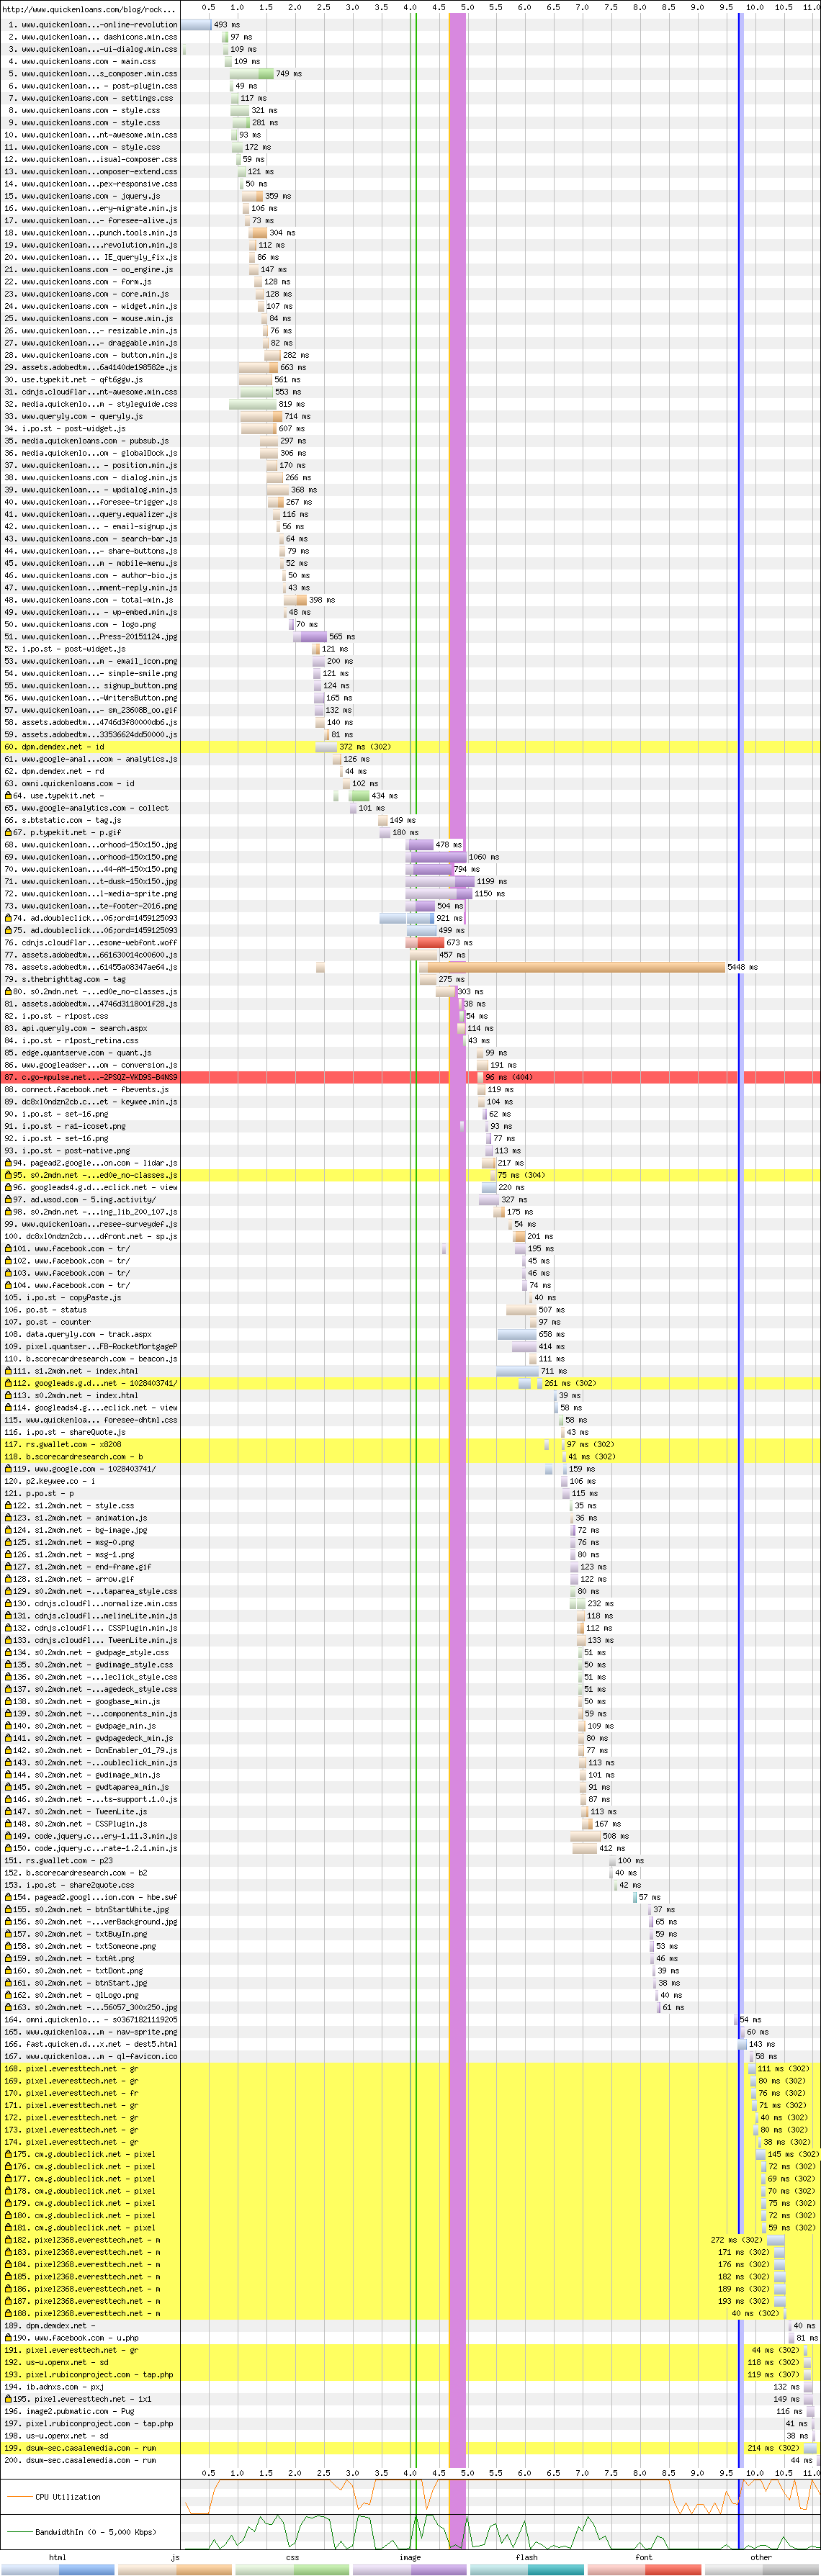 http://www.quickenloans.com/blog/rock... 0.5 1.0 1.5 2.0 2.5 3.0 3.5 4.0 4.5 5.0 5.5 6.0 6.5 7.0 7.5 8.0 8.5 9.0 9.5 10.0 10.5 11.0
1. www.quickenloans...-online-revolution 493 ms
2. www.quickenloan... dashicons.min.css 97 ms
3. www.quickenloan...-ui-dialog.min.css 109 ms
4. www.quickenloans.com - main.css 109 ms
5. www.quickenloan...s_composer.min.css 749 ms
6. www.quickenloan... - post-plugin.css 49 ms
7. www.quickenloans.com - settings.css 117 ms
8. www.quickenloans.com - style.css 321 ms
9. www.quickenloans.com - style.css 281 ms
10. www.quickenloan...nt-awesome.min.css 93 ms
11. www.quickenloans.com - style.css 172 ms
12. www.quickenloan...isual-composer.css 59 ms
13. www.quickenloan...omposer-extend.css 121 ms
14. www.quickenloan...pex-responsive.css 50 ms
15. www.quickenloans.com - jquery.js 359 ms
16. www.quickenloan...ery-migrate.min.js 106 ms
17. www.quickenloan...- foresee-alive.js 73 ms
18. www.quickenloan...punch.tools.min.js 304 ms
19. www.quickenloan....revolution.min.js 112 ms
20. www.quickenloan... IE_queryly_fix.js 86 ms
21. www.quickenloans.com - oo_engine.js 147 ms
22. www.quickenloans.com - form.js 128 ms
23. www.quickenloans.com - core.min.js 128 ms
24. www.quickenloans.com - widget.min.js 107 ms
25. www.quickenloans.com - mouse.min.js 84 ms
26. www.quickenloan...- resizable.min.js 76 ms
27. www.quickenloan...- draggable.min.js 82 ms
28. www.quickenloans.com - button.min.js 282 ms
29. assets.adobedtm...6a4140de198582e.js 663 ms
30. use.typekit.net - qft6ggw.js 561 ms
31. cdnjs.cloudflar...nt-awesome.min.css 553 ms
32. media.quickenlo...m - styleguide.css 819 ms
33. www.queryly.com - queryly.js 714 ms
34. i.po.st - post-widget.js 607 ms
35. media.quickenloans.com - pubsub.js 297 ms
36. media.quickenlo...om - globalDock.js 306 ms
37. www.quickenloan... - position.min.js 170 ms
38. www.quickenloans.com - dialog.min.js 266 ms
39. www.quickenloan... - wpdialog.min.js 368 ms
40. www.quickenloan...foresee-trigger.js 267 ms
41. www.quickenloan...query.equalizer.js 116 ms
42. www.quickenloan... - email-signup.js 56 ms
43. www.quickenloans.com - search-bar.js 64 ms
44. www.quickenloan...- share-buttons.js 79 ms
45. www.quickenloan...m - mobile-menu.js 52 ms
46. www.quickenloans.com - author-bio.js 50 ms
47. www.quickenloan...mment-reply.min.js 43 ms
48. www.quickenloans.com - total-min.js 398 ms
49. www.quickenloan... - wp-embed.min.js 48 ms
50. www.quickenloans.com - logo.png 70 ms
51. www.quickenloan...Press-20151124.jpg 565 ms
52. i.po.st - post-widget.js 121 ms
53. www.quickenloan...m - email_icon.png 200 ms
54. www.quickenloan...- simple-smile.png 121 ms
55. www.quickenloan... signup_button.png 124 ms
56. www.quickenloan...-WritersButton.png 165 ms
57. www.quickenloan...- sm_23608B_oo.gif 132 ms
58. assets.adobedtm...4746d3f80000db6.js 140 ms
59. assets.adobedtm...33536624dd50000.js 81 ms
60. dpm.demdex.net - id 372 ms (302)
61. www.google-anal...com - analytics.js 126 ms
62. dpm.demdex.net - rd 44 ms
63. omni.quickenloans.com - id 102 ms
64. use.typekit.net - 434 ms
65. www.google-analytics.com - collect 101 ms
66. s.btstatic.com - tag.js 149 ms
67. p.typekit.net - p.gif 180 ms
68. www.quickenloan...orhood-150x150.jpg 478 ms
69. www.quickenloan...orhood-150x150.png 1060 ms
70. www.quickenloan...44-AM-150x150.png 794 ms
71. www.quickenloan...t-dusk-150x150.jpg 1199 ms
72. www.quickenloan...l-media-sprite.png 1150 ms
73. www.quickenloan...te-footer-2016.png 504 ms
74. ad.doubleclick...06;ord=1459125093 921 ms
75. ad.doubleclick...06;ord=1459125093 499 ms
76. cdnjs.cloudflar...esome-webfont.woff 673 ms
77. assets.adobedtm...661630014c00600.js 457 ms
78. assets.adobedtm...61455a08347ae64.js 5448 ms
79. s.thebrighttag.com - tag 275 ms
80. s0.2mdn.net -...ed0e_no-classes.js 303 ms
81. assets.adobedtm...4746d3118001f28.js 38 ms
82. i.po.st - r1post.css 54 ms
83. api.queryly.com - search.aspx 114 ms
84. i.po.st - r1post_retina.css 43 ms
85. edge.quantserve.com - quant.js 99 ms
86. www.googleadser...om - conversion.js 191 ms
87. c.go-mpulse.net...-2PSQZ-VKD9S-B4NS9 96 ms (404)
88. connect.facebook.net - fbevents.js 119 ms
89. dc8xl0ndzn2cb.c...et - keywee.min.js 104 ms
90. i.po.st - set-16.png 62 ms
91. i.po.st - ra1-icoset.png 93 ms
92. i.po.st - set-16.png 77 ms
93. i.po.st - post-native.png 113 ms
94. pagead2.google...on.com - lidar.js 217 ms
95. s0.2mdn.net -...ed0e_no-classes.js 75 ms (304)
96. googleads4.g.d...eclick.net - view 220 ms
97. ad.wsod.com - 5.img.activity/ 327 ms
98. s0.2mdn.net -...ing_lib_200_107.js 175 ms
99. www.quickenloans...resee-surveydef.js 54 ms
100. dc8xl0ndzn2cb....dfront.net - sp.js 201 ms
101. www.facebook.com - tr/ 195 ms
102. www.facebook.com - tr/ 45 ms
103. www.facebook.com - tr/ 46 ms
104. www.facebook.com - tr/ 74 ms
105. i.po.st - copyPaste.js 40 ms
106. po.st - status 507 ms
107. po.st - counter 97 ms
108. data.queryly.com - track.aspx 658 ms
109. pixel.quantser...FB-RocketMortgageP 414 ms
110. b.scorecardresearch.com - beacon.js 111 ms
111. s1.2mdn.net - index.html 711 ms
112. googleads.g.d...net - 1028403741/ 261 ms (302)
113. s0.2mdn.net - index.html 39 ms
114. googleads4.g....eclick.net - view 58 ms
115. www.quickenloa... foresee-dhtml.css 58 ms
116. i.po.st - shareQuote.js 43 ms
117. rs.gwallet.com - x8208 97 ms (302)
118. b.scorecardresearch.com - b 41 ms (302)
119. www.google.com - 1028403741/ 159 ms
120. p2.keywee.co - i 106 ms
121. p.po.st - p 115 ms
122. s1.2mdn.net - style.css 35 ms
123. s1.2mdn.net - animation.js 36 ms
124. s1.2mdn.net - bg-image.jpg 72 ms
125. s1.2mdn.net - msg-0.png 76 ms
126. s1.2mdn.net - msg-1.png 80 ms
127. s1.2mdn.net - end-frame.gif 123 ms
128. s1.2mdn.net - arrow.gif 122 ms
129. s0.2mdn.net -...taparea_style.css 80 ms
130. cdnjs.cloudfl...normalize.min.css 232 ms
131. cdnjs.cloudfl...melineLite.min.js 118 ms
132. cdnjs.cloudfl... CSSPlugin.min.js 112 ms
133. cdnjs.cloudfl... TweenLite.min.js 133 ms
134. s0.2mdn.net - gwdpage_style.css 51 ms
135. s0.2mdn.net - gwdimage_style.css 50 ms
136. s0.2mdn.net -...leclick_style.css 51 ms
137. s0.2mdn.net -...agedeck_style.css 51 ms
138. s0.2mdn.net - googbase_min.js 50 ms
139. s0.2mdn.net -...components_min.js 59 ms
140. s0.2mdn.net - gwdpage_min.js 109 ms
141. s0.2mdn.net - gwdpagedeck_min.js 80 ms
142. s0.2mdn.net - DcmEnabler_01_79.js 77 ms
143. s0.2mdn.net -...oubleclick_min.js 113 ms
144. s0.2mdn.net - gwdimage_min.js 101 ms
145. s0.2mdn.net - gwdtaparea_min.js 91 ms
146. s0.2mdn.net -...ts-support.1.0.js 87 ms
147. s0.2mdn.net - TweenLite.js 113 ms
148. s0.2mdn.net - CSSPlugin.js 167 ms
149. code.jquery.c...ery-1.11.3.min.js 508 ms
150. code.jquery.c...rate-1.2.1.min.js 412 ms
151. rs.gwallet.com - p23 100 ms
152. b.scorecardresearch.com - b2 40 ms
153. i.po.st - share2quote.css 42 ms
154. pagead2.googl...ion.com - hbe.swf 57 ms
155. s0.2mdn.net - btnStartWhite.jpg 37 ms
156. s0.2mdn.net -...verBackground.jpg 65 ms
157. s0.2mdn.net - txtBuyIn.png 59 ms
158. s0.2mdn.net - txtSomeone.png 53 ms
159. s0.2mdn.net - txtAt.png 46 ms
160. s0.2mdn.net - txtDont.png 39 ms
161. s0.2mdn.net - btnStart.jpg 38 ms
162. s0.2mdn.net - qlLogo.png 40 ms
163. s0.2mdn.net -...56057_300x250.jpg 61 ms
164. omni.quickenlo... - s03671821119205 54 ms
165. www.quickenloa...m - nav-sprite.png 60 ms
166. fast.quicken.d...x.net - dest5.html 143 ms
167. www.quickenloa...m - ql-favicon.ico 58 ms
168. pixel.everesttech.net - gr 111 ms (302)
169. pixel.everesttech.net - gr 80 ms (302)
170. pixel.everesttech.net - fr 76 ms (302)
171. pixel.everesttech.net - gr 71 ms (302)
172. pixel.everesttech.net - gr 40 ms (302)
173. pixel.everesttech.net - gr 80 ms (302)
174. pixel.everesttech.net - gr 38 ms (302)
175. cm.g.doubleclick.net - pixel 145 ms (302)
176. cm.g.doubleclick.net - pixel 72 ms (302)
177. cm.g.doubleclick.net - pixel 69 ms (302)
178. cm.g.doubleclick.net - pixel 70 ms (302)
179. cm.g.doubleclick.net - pixel 75 ms (302)
180. cm.g.doubleclick.net - pixel 72 ms (302)
181. cm.g.doubleclick.net - pixel 59 ms (302)
182. pixel2368.everesttech.net - m 272 ms (302)
183. pixel2368.everesttech.net - m 171 ms (302)
184. pixel2368.everesttech.net - m 176 ms (302)
185. pixel2368.everesttech.net - m 182 ms (302)
186. pixel2368.everesttech.net - m 189 ms (302)
187. pixel2368.everesttech.net - m 193 ms (302)
188. pixel2368.everesttech.net - m 40 ms (302)
189. dpm.demdex.net - 40 ms
190. www.facebook.com - u.php 81 ms
191. pixel.everesttech.net - gr 44 ms (302)
192. us-u.openx.net - sd 118 ms (302)
193. pixel.rubiconproject.com - tap.php 119 ms (307)
194. ib.adnxs.com - pxj 132 ms
195. pixel.everesttech.net - 1x1 149 ms
196. image2.pubmatic.com - Pug 116 ms
197. pixel.rubiconproject.com - tap.php 41 ms
198. us-u.openx.net - sd 38 ms
199. dsum-sec.casalemedia.com - rum 214 ms (302)
200. dsum-sec.casalemedia.com - rum 44 ms
0.5 1.0 1.5 2.0 2.5 3.0 3.5 4.0 4.5 5.0 5.5 6.0 6.5 7.0 7.5 8.0 8.5 9.0 9.5 10.0 10.5 11.0
CPU Utilization
BandwidthIn (0 - 5,000 Kbps)
html js css image flash font other